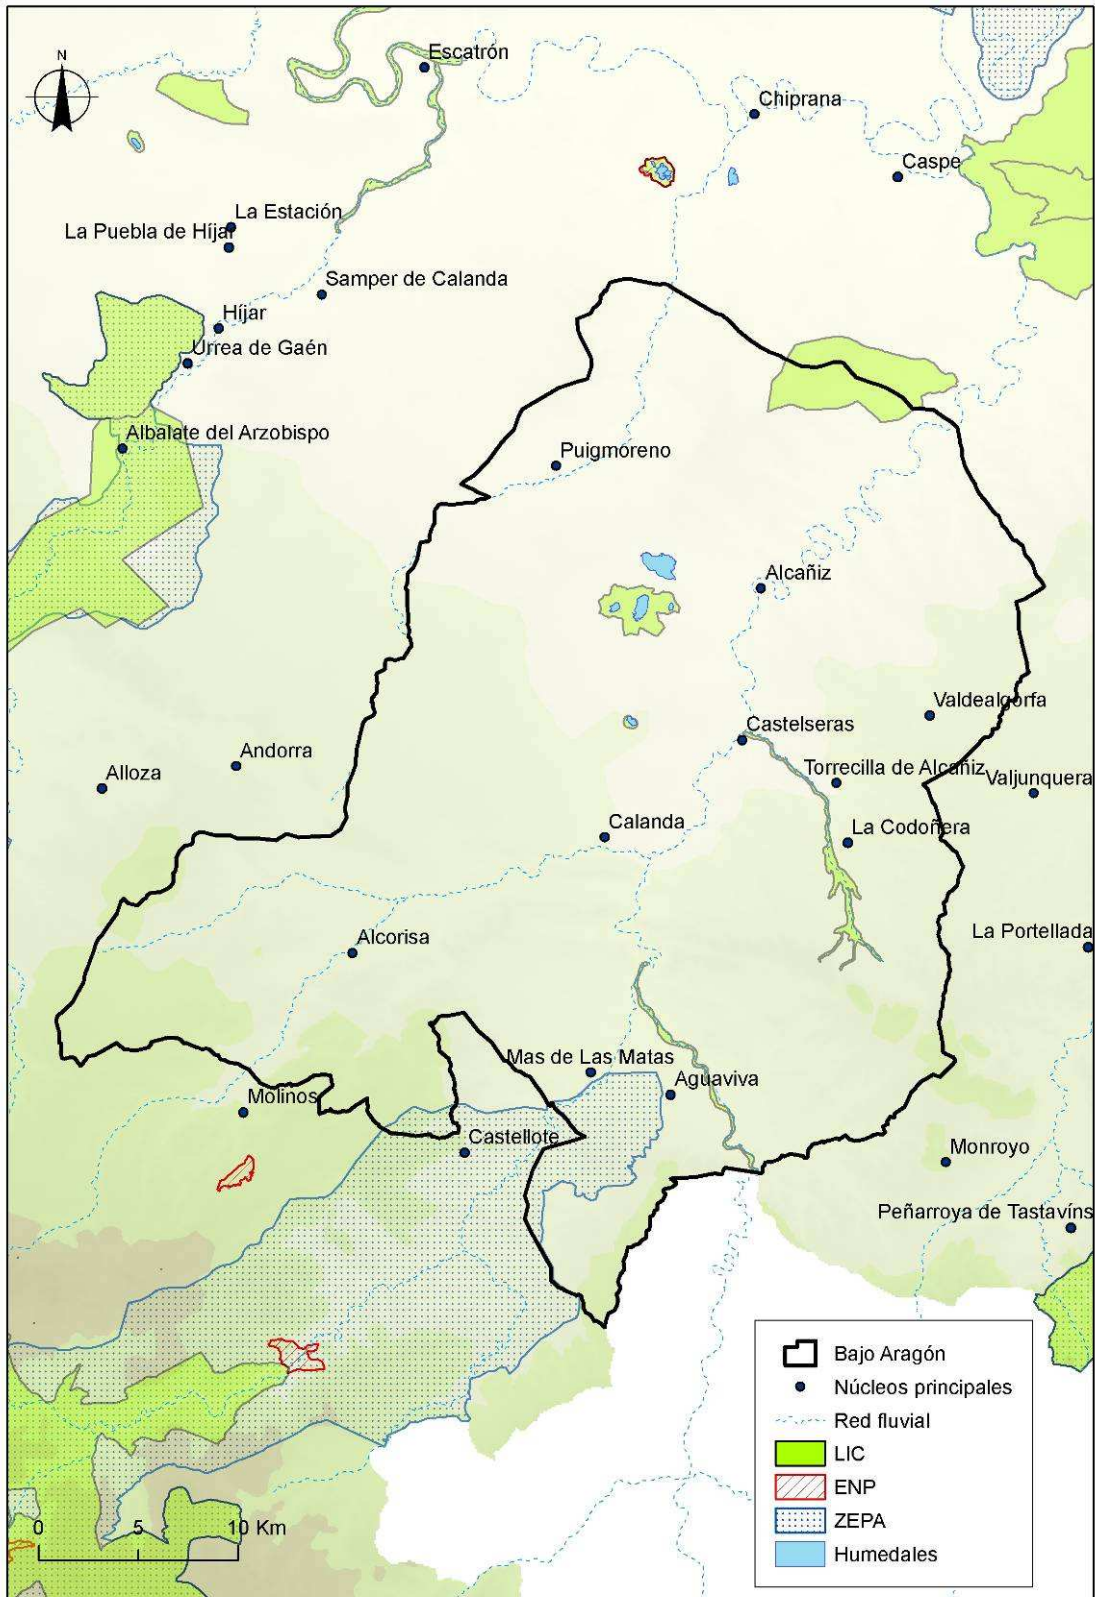 N
Escatrón
Chiprana
Caspe
La Estación
La Puebla de Híjar
Samper de Calanda
Híjar
Urrea de Gaén
Albalate del Arzobispo
Puigmoreno
Alcañiz
Valdealgorfa
Castelseras
Andorra
Torrecilla de Alcañiz
Valjunquera
Alloza
Calanda
La Codoñera
La Portellada
Alcorisa
Mas de Las Matas
Aguaviva
Molinos
Castellote
Monroyo
Peñarroya de Tastavíns
Bajo Aragón
Núcleos principales
Red fluvial
LIC
ENP
ZEPA
Humedales
0 5 10 Km